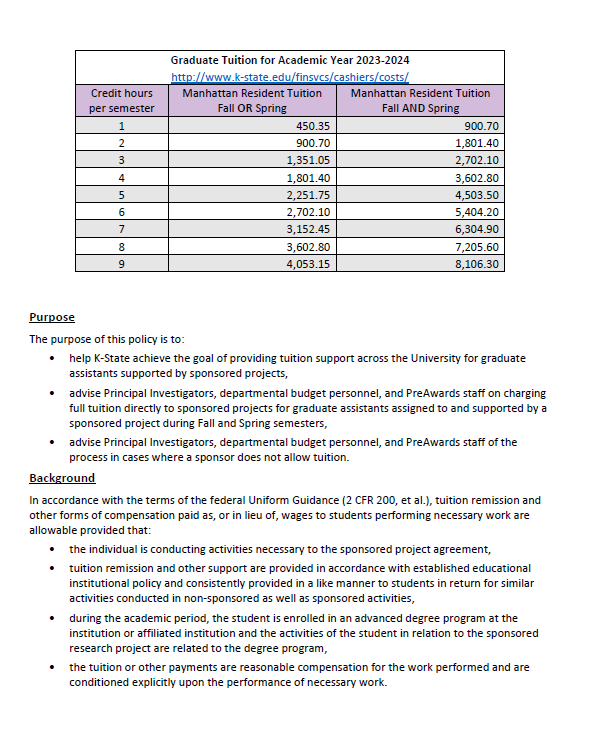 Graduate Tuition for Academic Year 2023-2024
http://www.k-state.edu/finsvcs/cashiers/costs/
Credit hours per semester | Manhattan Resident Tuition Fall OR Spring | Manhattan Resident Tuition Fall AND Spring
1 | 450.35 | 900.70
2 | 900.70 | 1,801.40
3 | 1,351.05 | 2,702.10
4 | 1,801.40 | 3,602.80
5 | 2,251.75 | 4,503.50
6 | 2,702.10 | 5,404.20
7 | 3,152.45 | 6,304.90
8 | 3,602.80 | 7,205.60
9 | 4,053.15 | 8,106.30
Purpose
The purpose of this policy is to:
• help K-State achieve the goal of providing tuition support across the University for graduate
assistants supported by sponsored projects,
• advise Principal Investigators, departmental budget personnel, and PreAwards staff on charging
full tuition directly to sponsored projects for graduate assistants assigned to and supported by a
sponsored project during Fall and Spring semesters,
• advise Principal Investigators, departmental budget personnel, and PreAwards staff of the
process in cases where a sponsor does not allow tuition.
Background
In accordance with the terms of the federal Uniform Guidance (2 CFR 200, et al.), tuition remission and
other forms of compensation paid as, or in lieu of, wages to students performing necessary work are
allowable provided that:
• the individual is conducting activities necessary to the sponsored project agreement,
• tuition remission and other support are provided in accordance with established educational
institutional policy and consistently provided in a like manner to students in return for similar
activities conducted in non-sponsored as well as sponsored activities,
• during the academic period, the student is enrolled in an advanced degree program at the
institution or affiliated institution and the activities of the student in relation to the sponsored
research project are related to the degree program,
• the tuition or other payments are reasonable compensation for the work performed and are
conditioned explicitly upon the performance of necessary work.